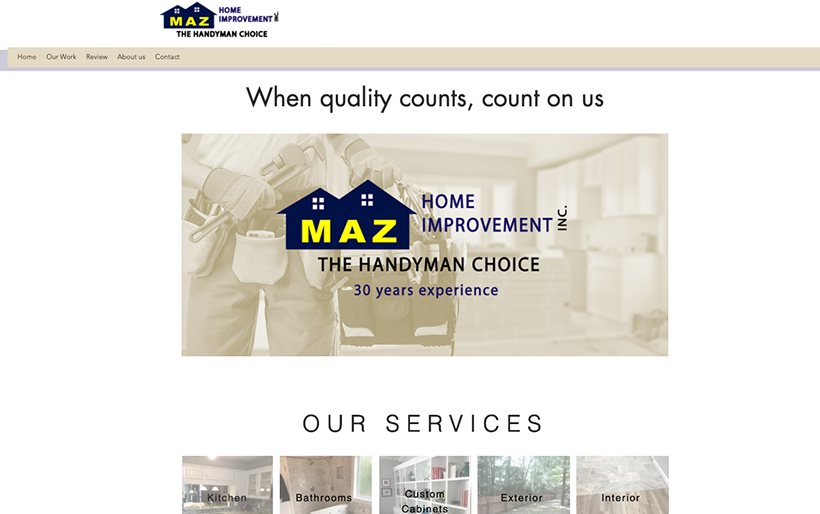 MAZ
HOME
IMPROVEMENT
THE HANDYMAN CHOICE
Home Our Work Review About us Contact
When quality counts, count on us
MAZ
HOME
IMPROVEMENT INC.
THE HANDYMAN CHOICE
30 years experience
OUR SERVICES
Kitchen Bathrooms Custom Cabinets Exterior Interior